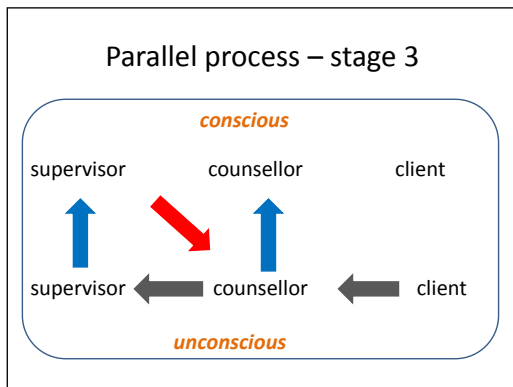 Parallel process – stage 3
conscious
supervisor counsellor client
supervisor counsellor client
unconscious